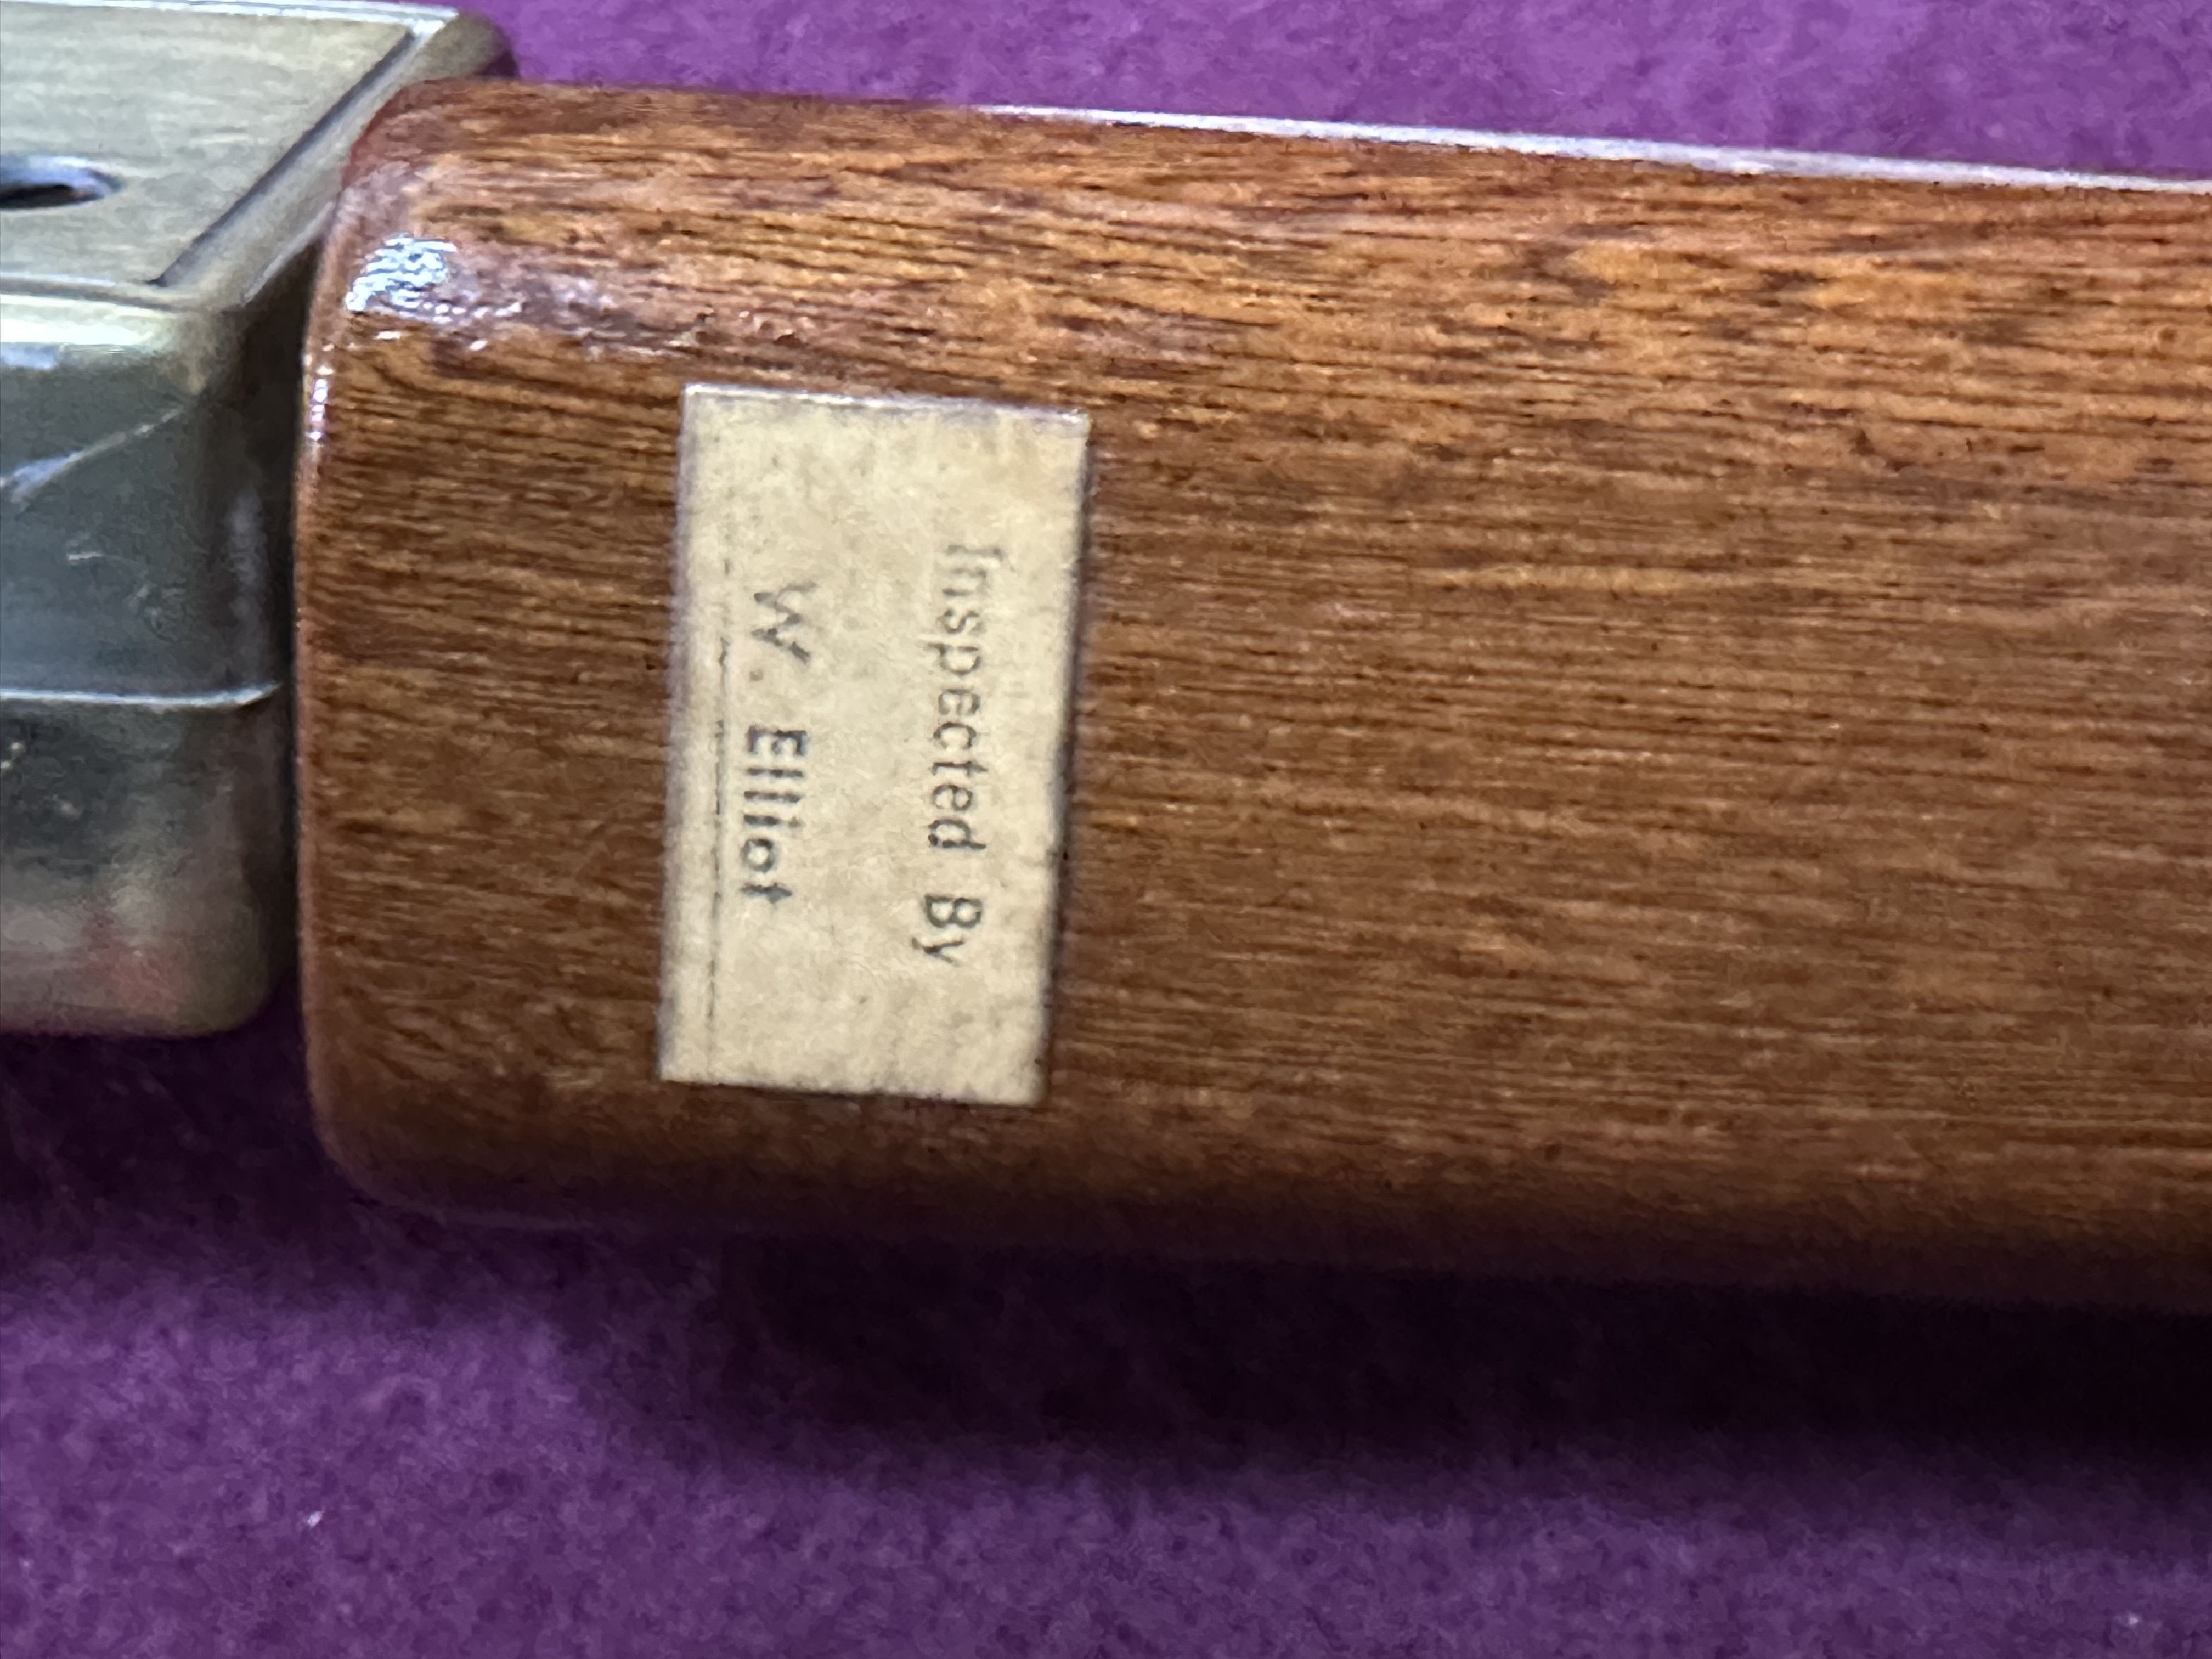 Inspected By
W. Elliot